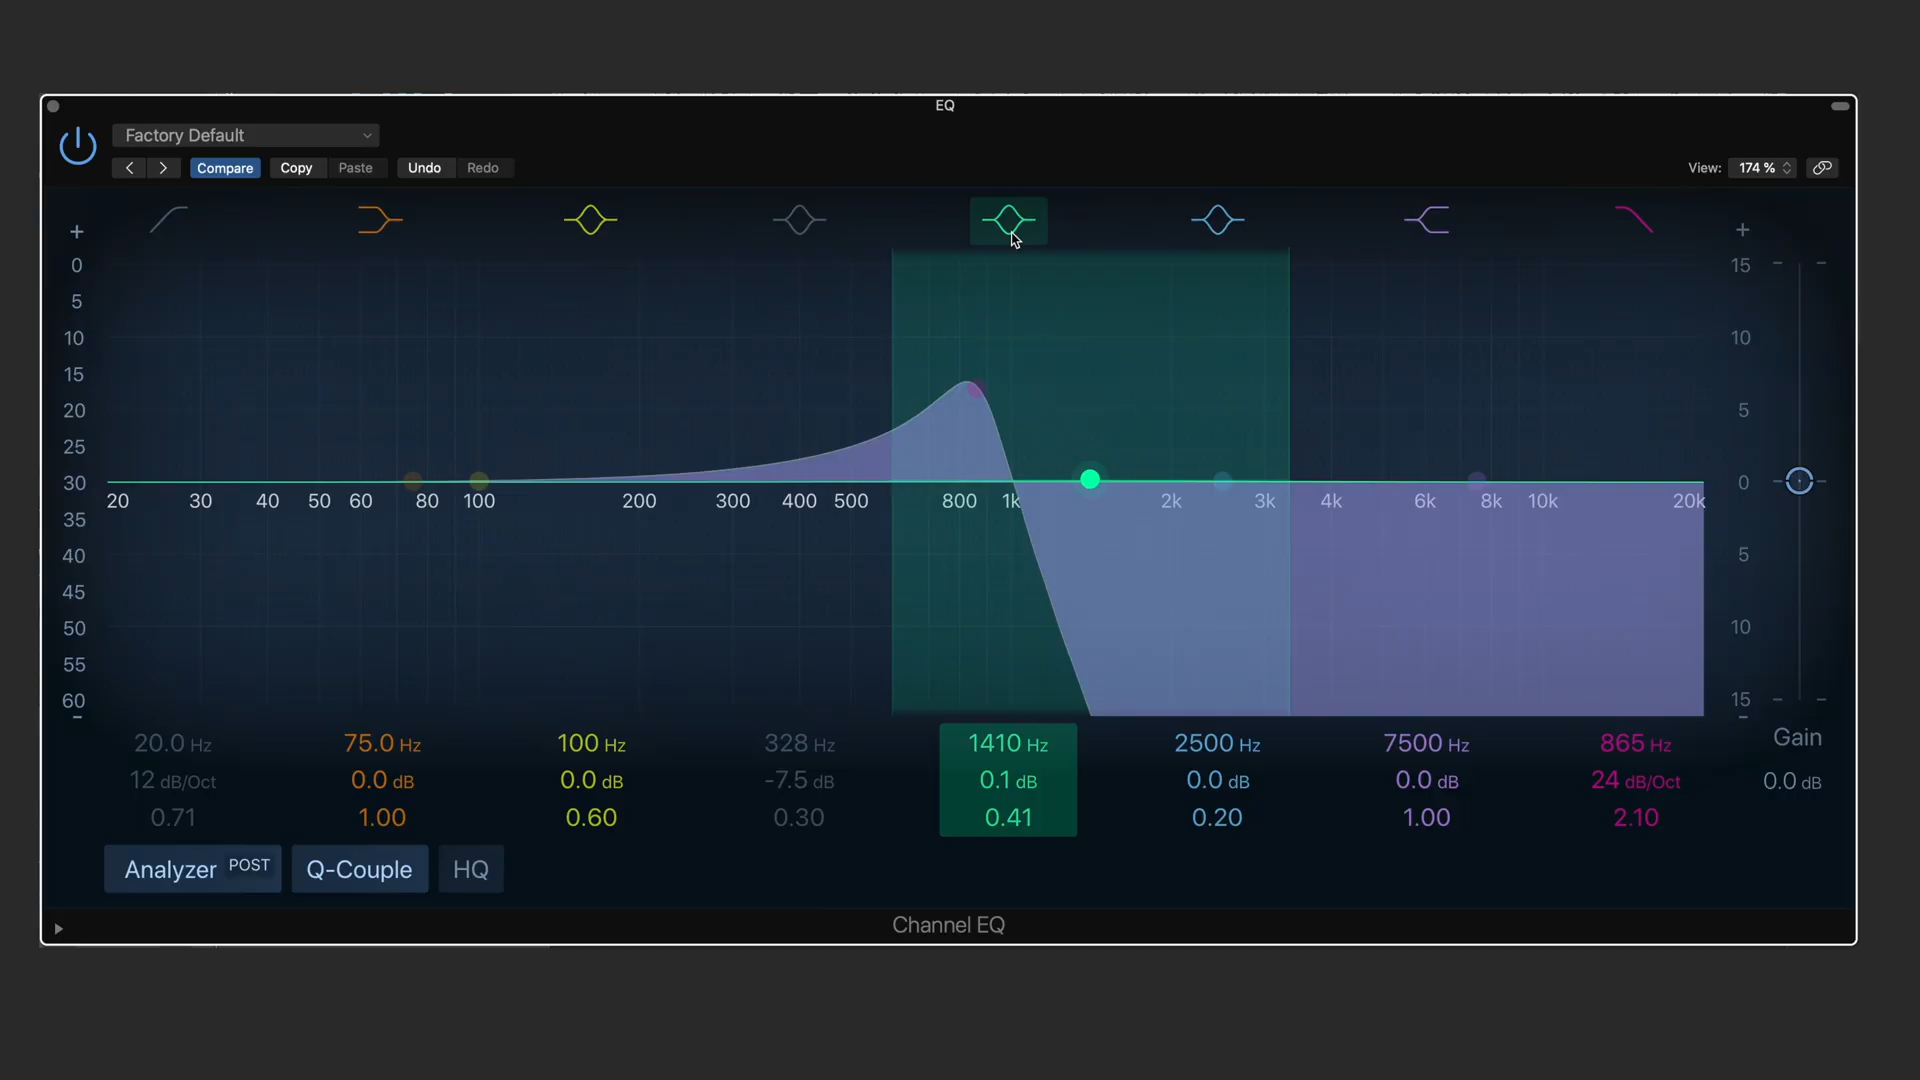 EQ
Factory Default
Compare Copy Paste Undo Redo View: 174 %
+ +
0 15
5
10 10
15
20 5
25
30 0
20 30 40 50 60 80 100 200 300 400 500 800 1k 2k 3k 4k 6k 8k 10k 20k
35
40 5
45
50 10
55
60 15
- -
20.0 Hz 75.0 Hz 100 Hz 328 Hz 1410 Hz 2500 Hz 7500 Hz 865 Hz Gain
12 dB/Oct 0.0 dB 0.0 dB -7.5 dB 0.1 dB 0.0 dB 0.0 dB 24 dB/Oct 0.0 dB
0.71 1.00 0.60 0.30 0.41 0.20 1.00 2.10
Analyzer POST Q-Couple HQ
Channel EQ